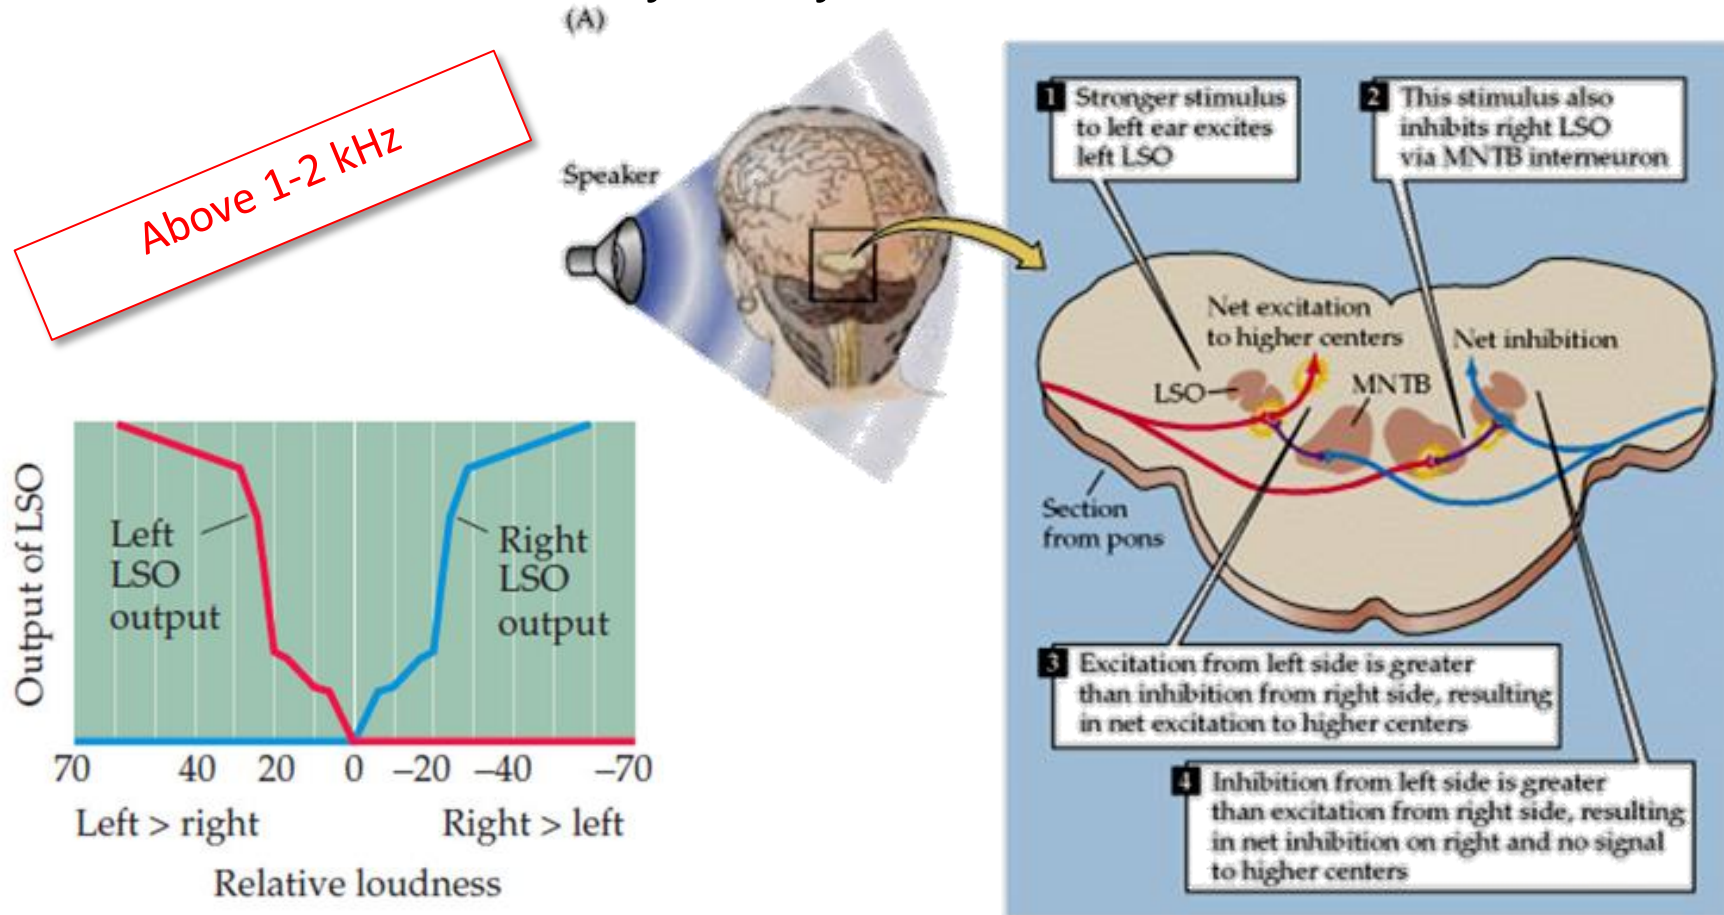 (A)
Above 1-2 kHz
Speaker
1 Stronger stimulus
to left ear excites
left LSO
2 This stimulus also
inhibits right LSO
via MNTB interneuron
Net excitation
to higher centers
Net inhibition
LSO
MNTB
Section
from pons
3 Excitation from left side is greater
than inhibition from right side, resulting
in net excitation to higher centers
4 Inhibition from left side is greater
than excitation from right side, resulting
in net inhibition on right and no signal
to higher centers
Output of LSO
Left
LSO
output
Right
LSO
output
70 40 20 0 –20 –40 –70
Left > right Right > left
Relative loudness